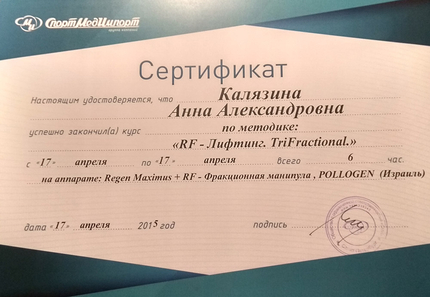 СпортМедИмпорт
группа компаний
Сертификат
Настоящим удостоверяется, что Калязина
Анна Александровна
успешно закончил(а) курс по методике:
«RF - Лифтинг. TriFractional.»
с «17» апреля по «17» апреля всего 6 час.
на аппарате: Regen Maximus + RF - Фракционная манипула , POLLOGEN (Израиль)
дата «17» апреля 2015 год подпись